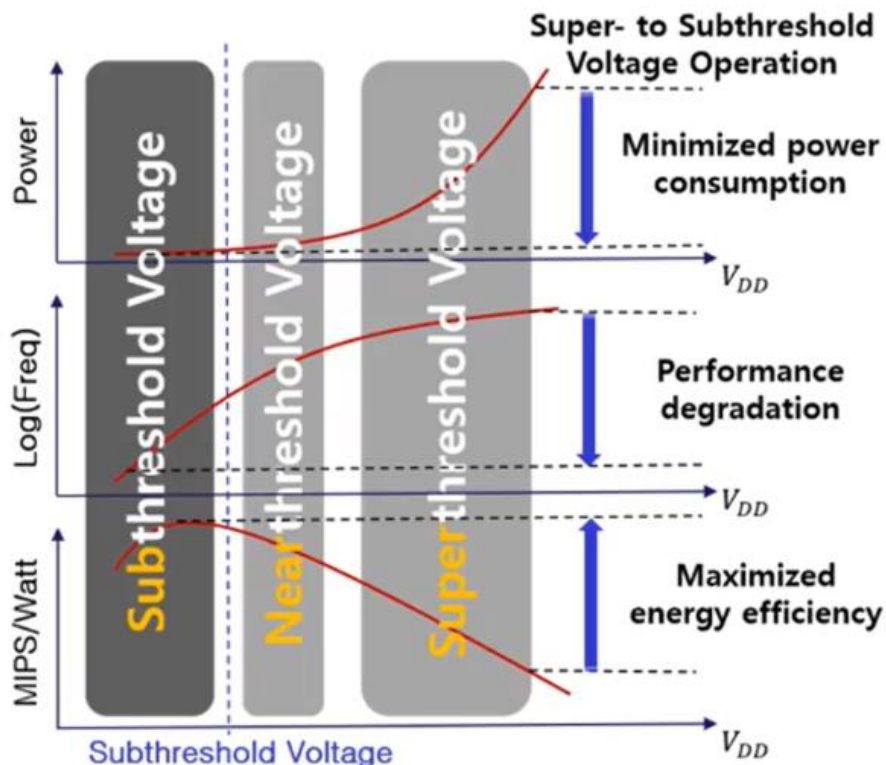 Super- to Subthreshold
Voltage Operation
Power
Minimized power
consumption
V_DD
Log(Freq)
Performance
degradation
V_DD
MIPS/Watt
Maximized
energy efficiency
V_DD
Subthreshold Voltage
Nearthreshold Voltage
Superthreshold Voltage
Subthreshold Voltage